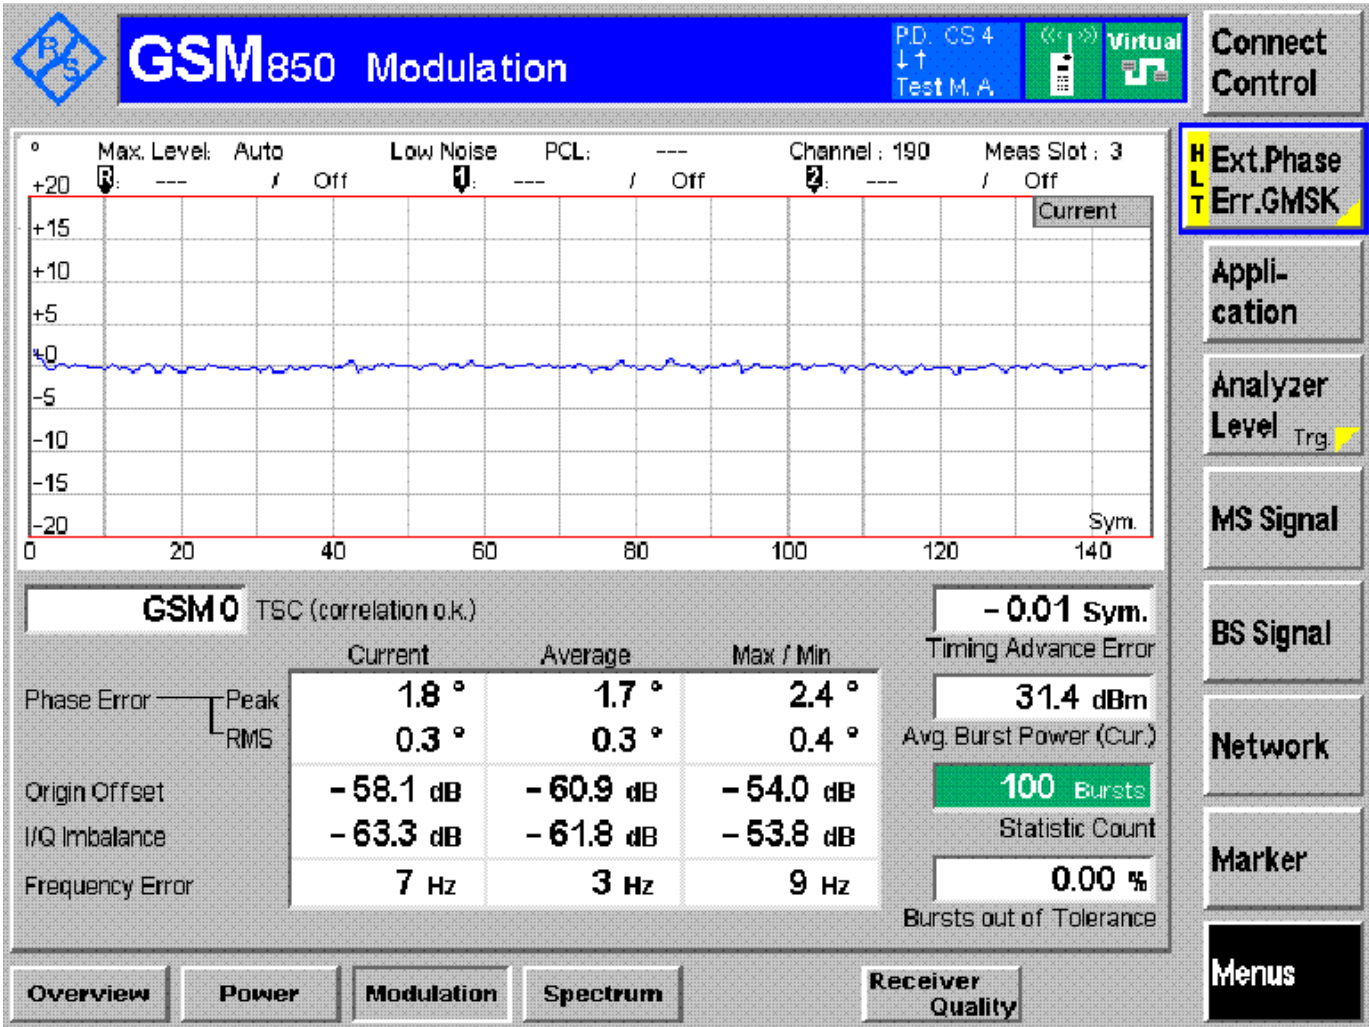 R/S
GSM850 Modulation
P.D. CS 4
↓↑
Test M. A.
Virtual
Connect
Control
° Max. Level: Auto Low Noise PCL: --- Channel : 190 Meas Slot : 3
R : --- / Off 1 : --- / Off 2 : --- / Off
Current
+20
+15
+10
+5
+0
-5
-10
-15
-20
Sym.
0 20 40 60 80 100 120 140
HLT
Ext.Phase
Err.GMSK
Appli-
cation
Analyzer
Level Trg.
MS Signal
BS Signal
Network
Marker
Menus
GSM 0 TSC (correlation o.k.)
Current Average Max / Min
Phase Error Peak 1.8 ° 1.7 ° 2.4 °
RMS 0.3 ° 0.3 ° 0.4 °
Origin Offset - 58.1 dB - 60.9 dB - 54.0 dB
I/Q Imbalance - 63.3 dB - 61.8 dB - 53.8 dB
Frequency Error 7 Hz 3 Hz 9 Hz
- 0.01 Sym.
Timing Advance Error
31.4 dBm
Avg. Burst Power (Cur.)
100 Bursts
Statistic Count
0.00 %
Bursts out of Tolerance
Overview Power Modulation Spectrum
Receiver
Quality